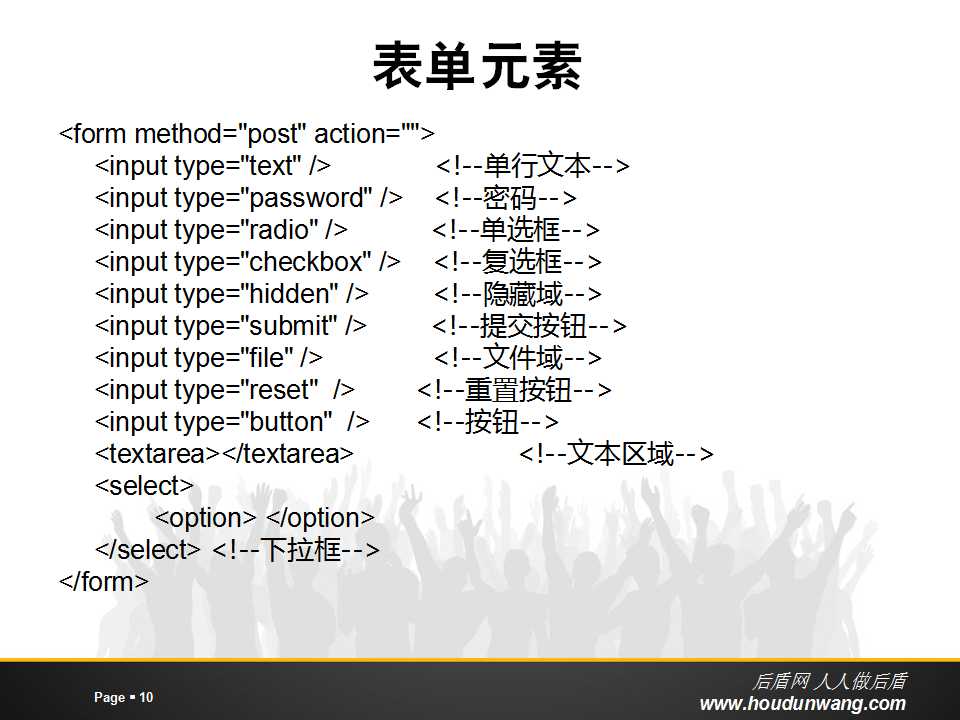 表单元素
<form method="post" action="">
<input type="text" /> <!--单行文本-->
<input type="password" /> <!--密码-->
<input type="radio" /> <!--单选框-->
<input type="checkbox" /> <!--复选框-->
<input type="hidden" /> <!--隐藏域-->
<input type="submit" /> <!--提交按钮-->
<input type="file" /> <!--文件域-->
<input type="reset"  /> <!--重置按钮-->
<input type="button"  /> <!--按钮-->
<textarea></textarea> <!--文本区域-->
<select>
<option> </option>
</select> <!--下拉框-->
</form>
Page ▪ 10
后盾网 人人做后盾
www.houdunwang.com